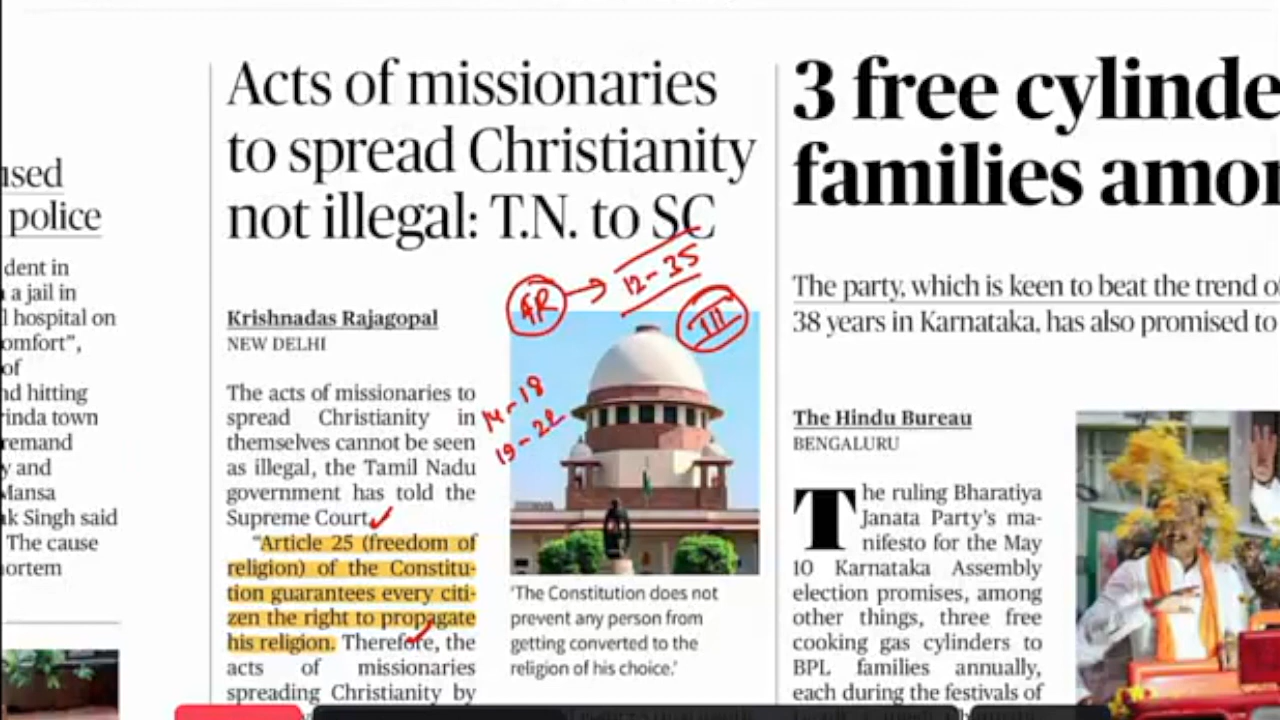 used
police
dent in
a jail in
l hospital on
omfort”,
of
nd hitting
rinda town
remand
y and
Mansa
ak Singh said
The cause
ortem
Acts of missionaries
to spread Christianity
not illegal: T.N. to SC
Krishnadas Rajagopal
NEW DELHI
The acts of missionaries to
spread Christianity in
themselves cannot be seen
as illegal, the Tamil Nadu
government has told the
Supreme Court.
“Article 25 (freedom of
religion) of the Constitu-
tion guarantees every citi-
zen the right to propagate
his religion. Therefore, the
acts of missionaries
spreading Christianity by
FR → 12-35
III
14-18
19-22
‘The Constitution does not
prevent any person from
getting converted to the
religion of his choice.’
3 free cylinde
families amon
The party, which is keen to beat the trend of
38 years in Karnataka, has also promised to
The Hindu Bureau
BENGALURU
The ruling Bharatiya
Janata Party’s ma-
nifesto for the May
10 Karnataka Assembly
election promises, among
other things, three free
cooking gas cylinders to
BPL families annually,
each during the festivals of